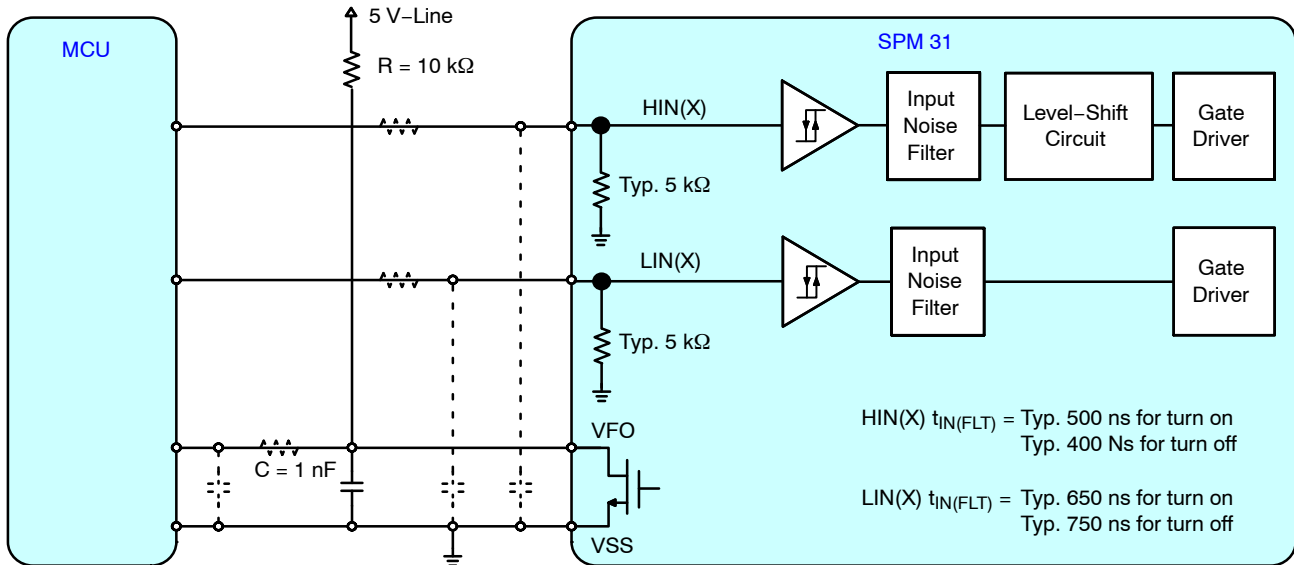 5 V−Line
MCU
SPM 31
R = 10 kΩ
HIN(X)
Input
Noise
Filter
Level−Shift
Circuit
Gate
Driver
Typ. 5 kΩ
LIN(X)
Input
Noise
Filter
Gate
Driver
Typ. 5 kΩ
HIN(X) tIN(FLT) = Typ. 500 ns for turn on
Typ. 400 Ns for turn off
VFO
C = 1 nF
LIN(X) tIN(FLT) = Typ. 650 ns for turn on
Typ. 750 ns for turn off
VSS